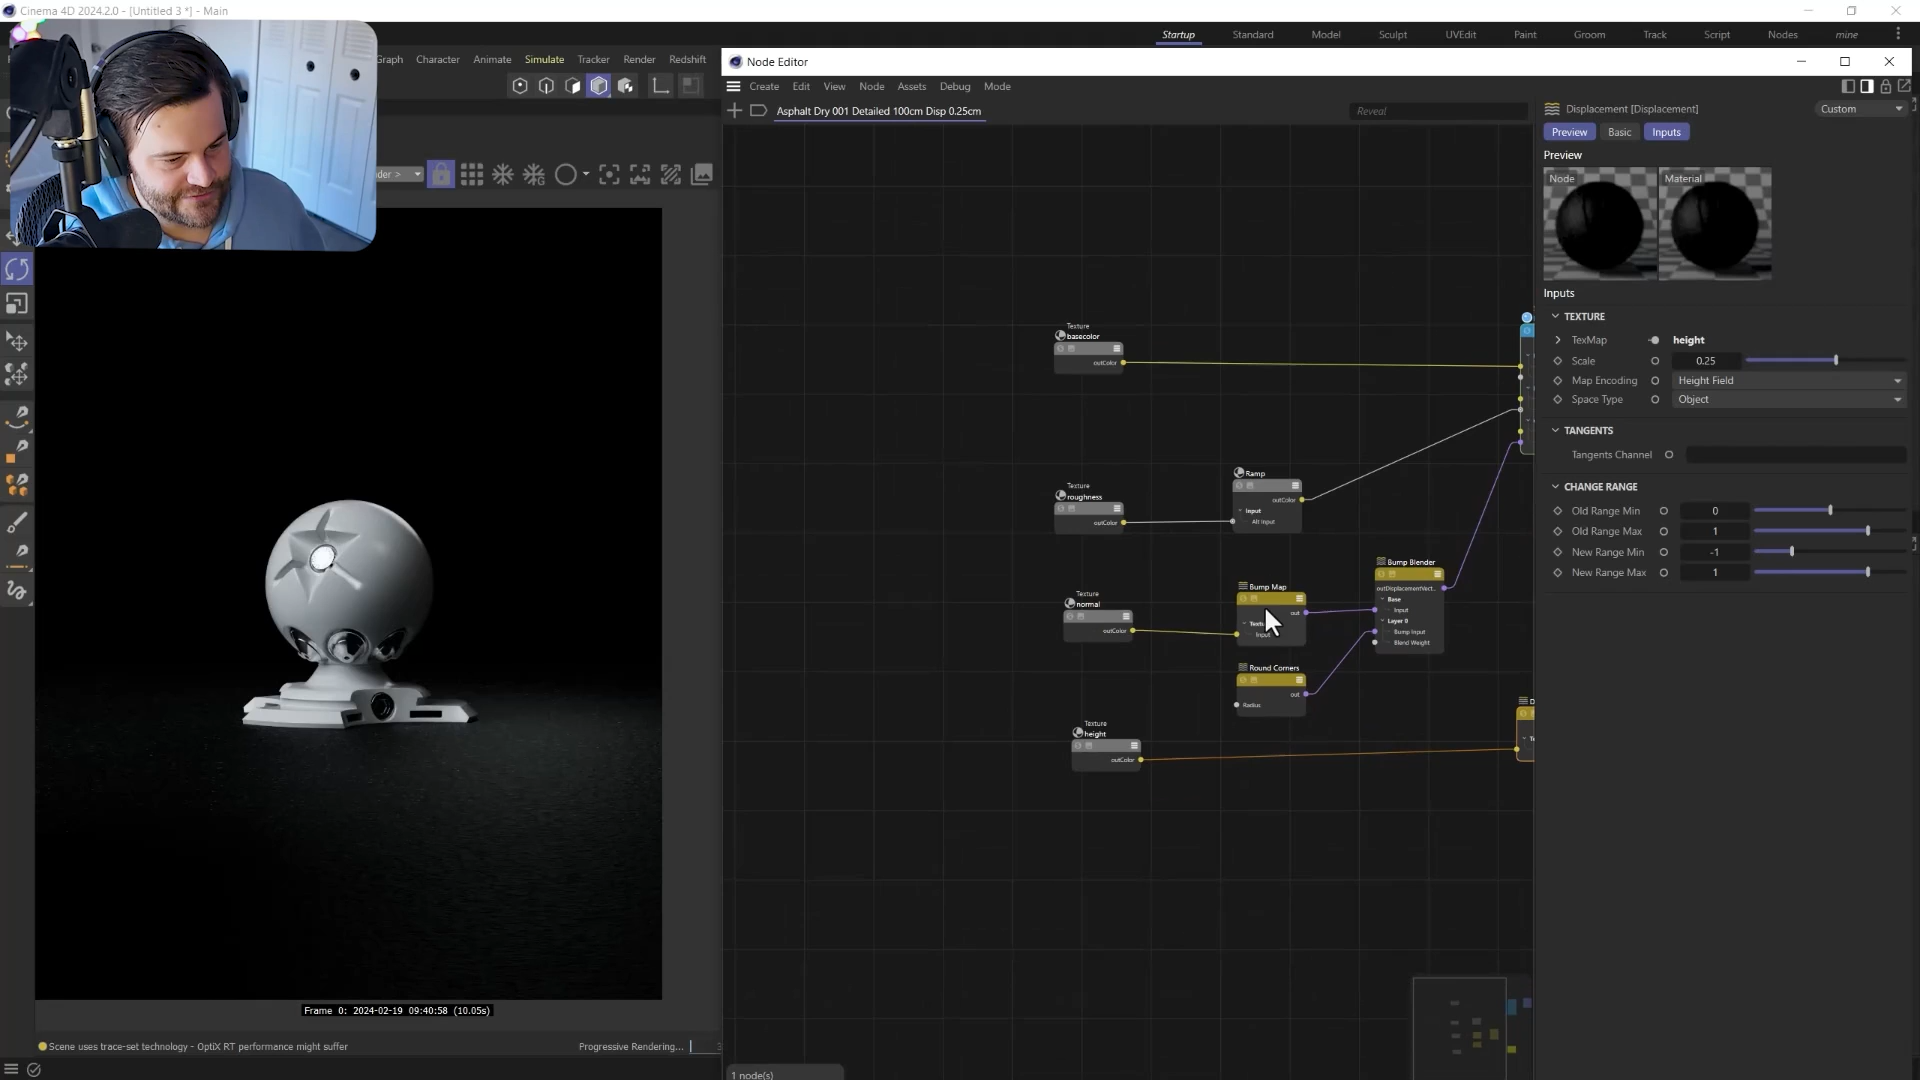 Cinema 4D 2024.2.0 - [Untitled 3 *] - Main
Startup Standard Model Sculpt UVEdit Paint Groom Track Script Nodes mine
Character Animate Simulate Tracker Render Redshift
Node Editor
Create Edit View Node Assets Debug Mode
Asphalt Dry 001 Detailed 100cm Disp 0.25cm
Reveal
Displacement [Displacement]
Custom
Preview Basic Inputs
Preview
Node
Material
Inputs
TEXTURE
TexMap height
Scale 0.25
Map Encoding Height Field
Space Type Object
TANGENTS
Tangents Channel
CHANGE RANGE
Old Range Min 0
Old Range Max 1
New Range Min -1
New Range Max 1
Texture
basecolor
outColor
Texture
roughness
outColor
Ramp
outColor
Input
Alt Input
Texture
normal
outColor
Bump Map
out
Input
Round Corners
out
Radius
Bump Blender
outDisplacementVect...
Base
Input
Layer 0
Bump Input
Blend Weight
Texture
height
outColor
1 node(s)
Frame 0: 2024-02-19 09:40:58 (10.05s)
Scene uses trace-set technology - OptiX RT performance might suffer
Progressive Rendering...